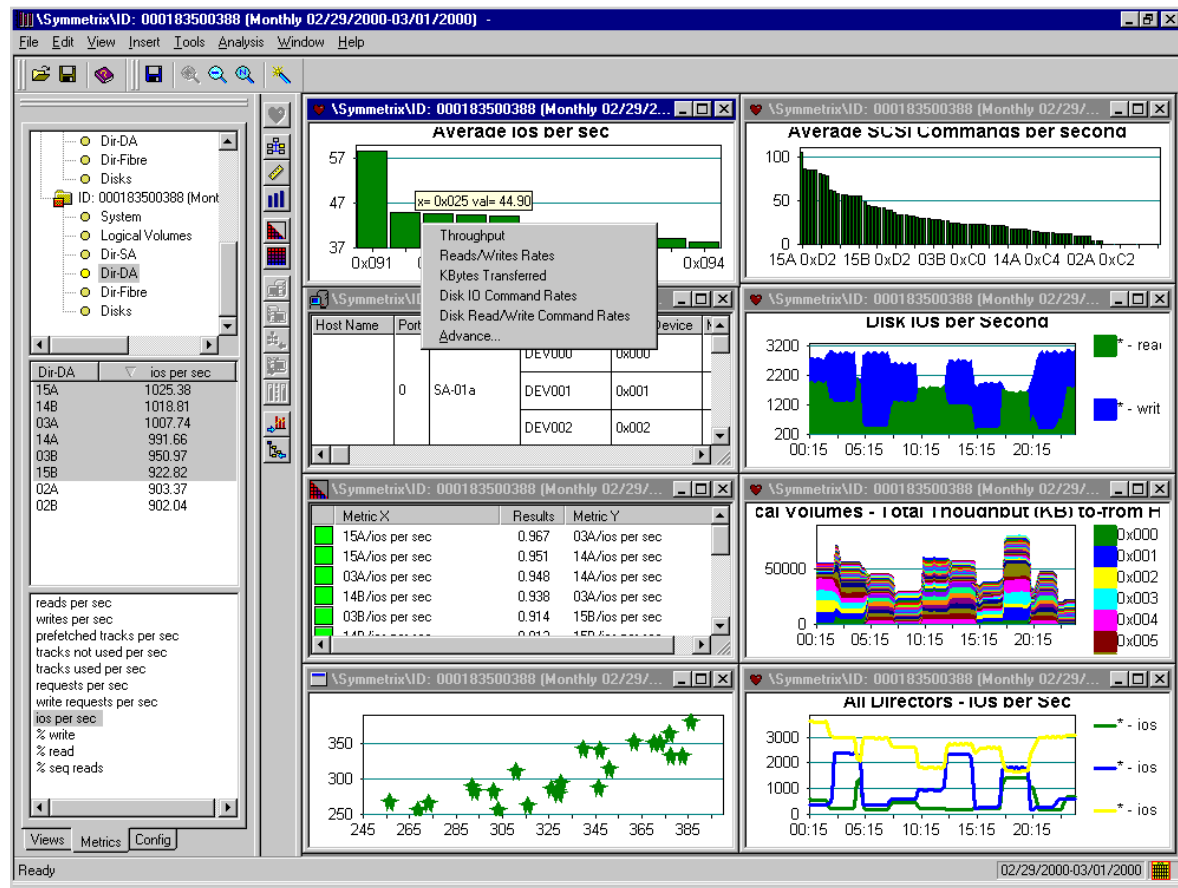 \Symmetrix\ID: 000183500388 (Monthly 02/29/2000-03/01/2000) -
File Edit View Insert Tools Analysis Window Help
Dir-DA
Dir-Fibre
Disks
ID: 000183500388 (Mont
System
Logical Volumes
Dir-SA
Dir-DA
Dir-Fibre
Disks
Dir-DA ios per sec
15A 1025.38
14B 1018.81
03A 1007.74
14A 991.66
03B 950.97
15B 922.82
02A 903.37
02B 902.04
reads per sec
writes per sec
prefetched tracks per sec
tracks not used per sec
tracks used per sec
requests per sec
write requests per sec
ios per sec
% write
% read
% seq reads
Views Metrics Config
\Symmetrix\ID: 000183500388 (Monthly 02/29/2...
Average ios per sec
57
47
37
x= 0x025 val= 44.90
0x091 0x094
Throughput
Reads/Writes Rates
KBytes Transferred
Disk IO Command Rates
Disk Read/Write Command Rates
Advance...
\Symmetrix\ID: 000183500388 (Monthly 02/29/...
Average SCSI Commands per second
100
50
0
15A 0xD2 15B 0xD2 03B 0xC0 14A 0xC4 02A 0xC2
\Symmetrix\I
Host Name Port Device
DEV000 0x000
0 SA-01a DEV001 0x001
DEV002 0x002
\Symmetrix\ID: 000183500388 (Monthly 02/29/...
Disk IOs per Second
3200
2200
1200
200
00:15 05:15 10:15 15:15 20:15
* - rea
* - writ
\Symmetrix\ID: 000183500388 (Monthly 02/29/...
Metric X Results Metric Y
15A/ios per sec 0.967 03A/ios per sec
15A/ios per sec 0.951 14A/ios per sec
03A/ios per sec 0.948 14A/ios per sec
14B/ios per sec 0.938 03A/ios per sec
03B/ios per sec 0.914 15B/ios per sec
14B/ios per sec 0.912 15B/ios per sec
\Symmetrix\ID: 000183500388 (Monthly 02/29/...
cal Volumes - Total Thoudhput (KB) to-from H
50000
0
00:15 05:15 10:15 15:15 20:15
0x000
0x001
0x002
0x003
0x004
0x005
\Symmetrix\ID: 000183500388 (Monthly 02/29/...
350
300
250
245 265 285 305 325 345 365 385
\Symmetrix\ID: 000183500388 (Monthly 02/29/...
All Directors - IOs per Sec
3000
2000
1000
0
00:15 05:15 10:15 15:15 20:15
* - ios
* - ios
* - ios
Ready
02/29/2000-03/01/2000